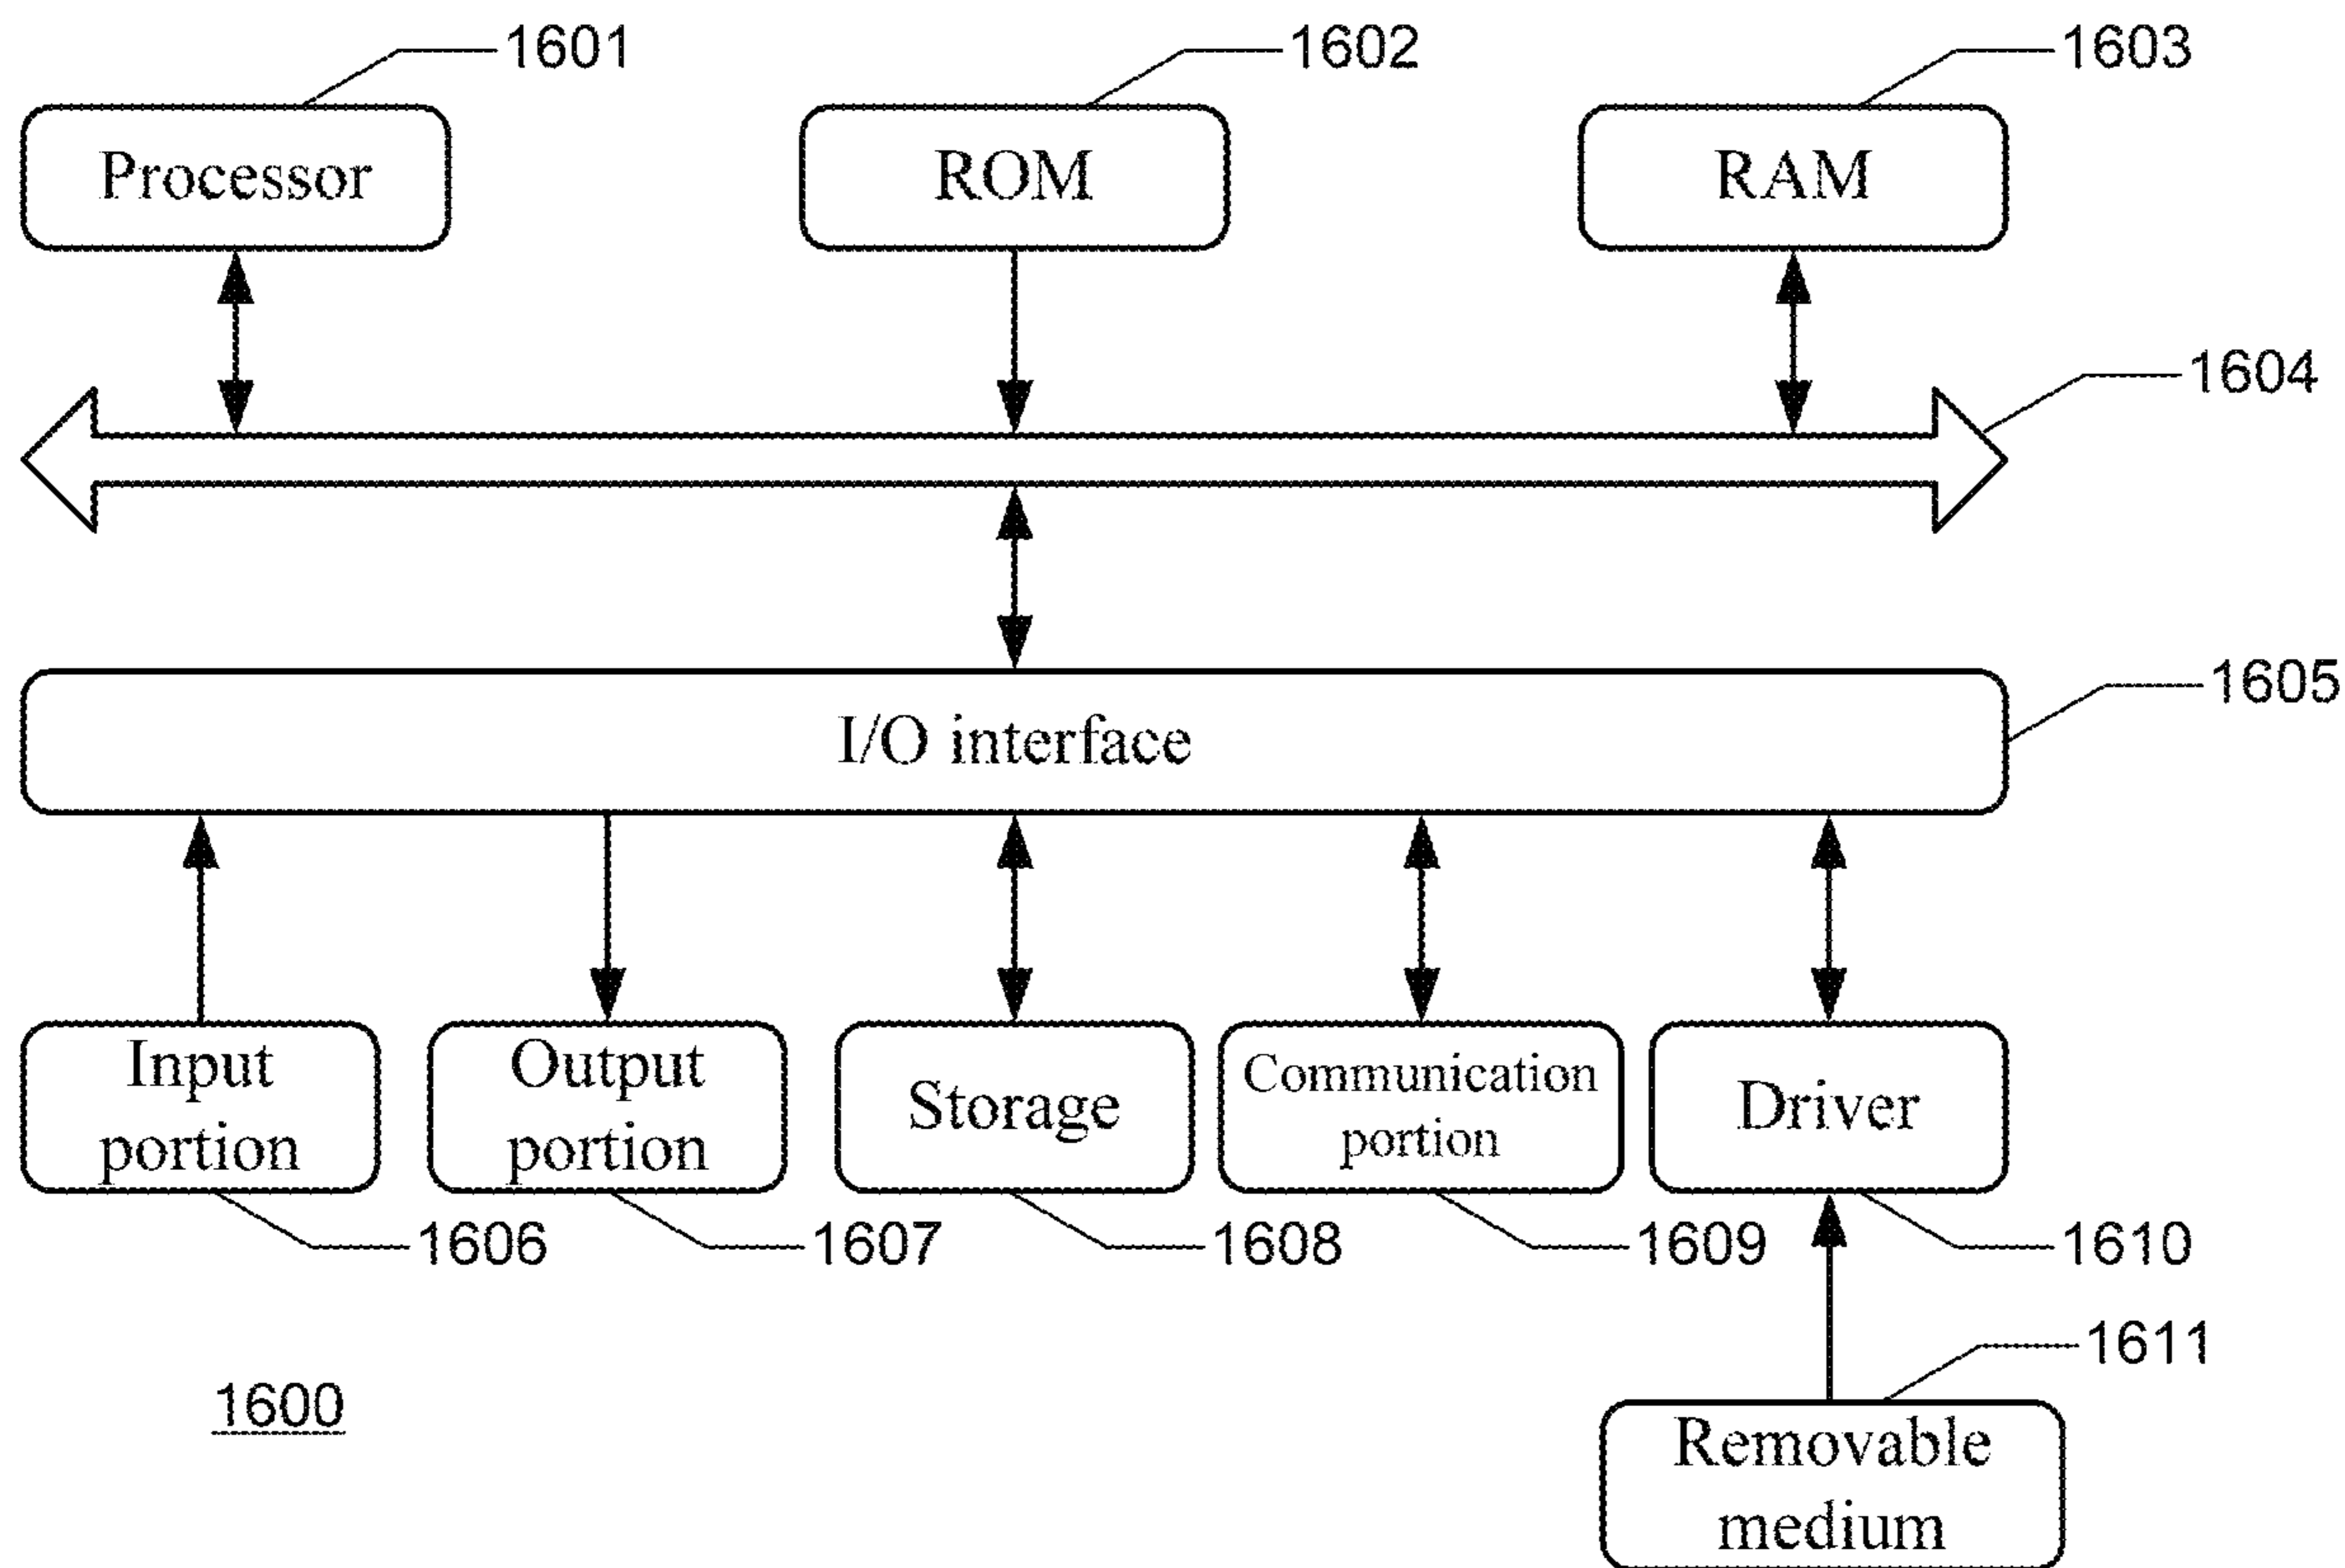 1601
1602
1603
Processor
ROM
RAM
1604
1605
I/O interface
Input
portion
Output
portion
Storage
Communication
portion
Driver
1606
1607
1608
1609
1610
1611
1600
Removable
medium